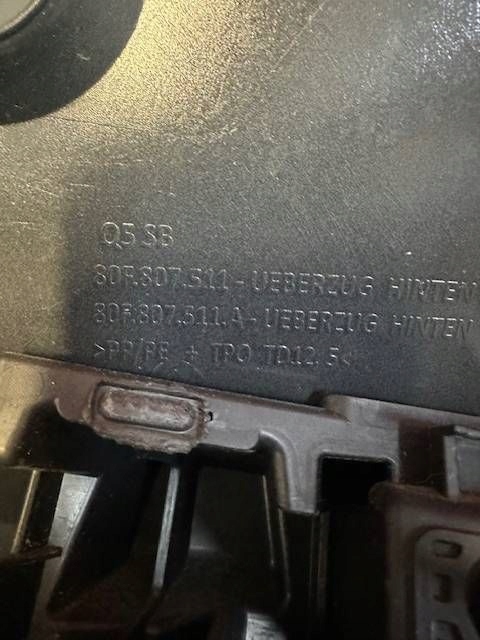 Q5 SB
80F.807.511 - UEBERZUG HINTEN
80F.807.511.A - UEBERZUG HINTEN
>PP/PE + TPO TD12.5<